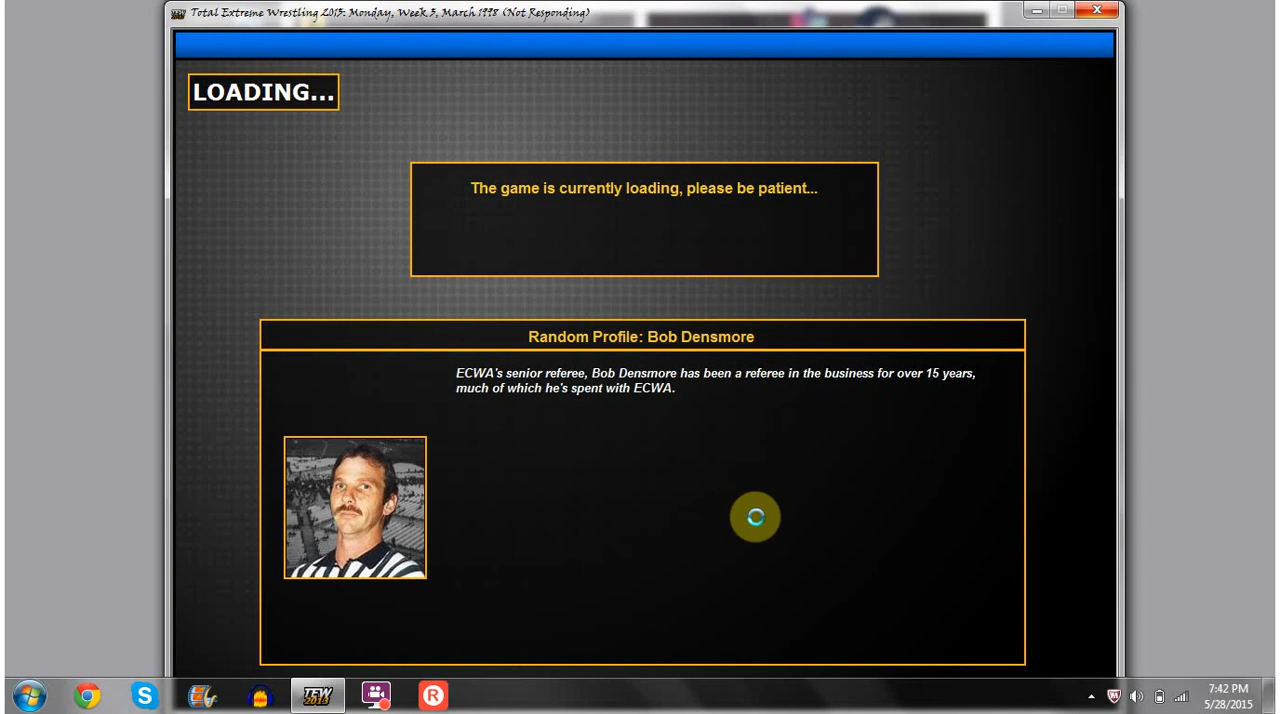 Total Extreme Wrestling 2013: Monday, Week 3, March 1998 (Not Responding)
LOADING...
The game is currently loading, please be patient...
Random Profile: Bob Densmore
ECWA's senior referee, Bob Densmore has been a referee in the business for over 15 years,
much of which he's spent with ECWA.
S
TEW
2013
R
M
7:42 PM
5/28/2015